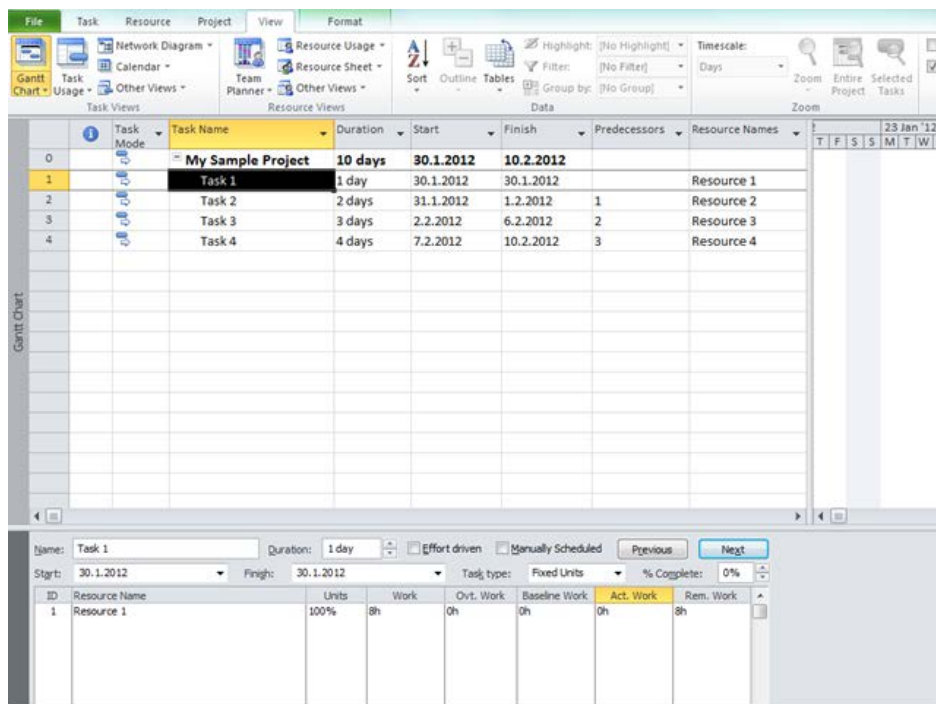 File Task Resource Project View Format
Network Diagram Resource Usage Highlight: [No Highlight] Timescale:
Calendar Resource Sheet Filter: [No Filter] Days
Gantt Chart Task Usage Other Views Team Planner Other Views Sort Outline Tables Group by: [No Group] Zoom Entire Project Selected Tasks
Task Views Resource Views Data Zoom
Task Mode Task Name Duration Start Finish Predecessors Resource Names 23 Jan '12
T F S S M T W
0 My Sample Project 10 days 30.1.2012 10.2.2012
1 Task 1 1 day 30.1.2012 30.1.2012 Resource 1
2 Task 2 2 days 31.1.2012 1.2.2012 1 Resource 2
3 Task 3 3 days 2.2.2012 6.2.2012 2 Resource 3
4 Task 4 4 days 7.2.2012 10.2.2012 3 Resource 4
Gantt Chart
Name: Task 1 Duration: 1 day Effort driven Manually Scheduled Previous Next
Start: 30.1.2012 Finish: 30.1.2012 Task type: Fixed Units % Complete: 0%
ID Resource Name Units Work Ovt. Work Baseline Work Act. Work Rem. Work
1 Resource 1 100% 8h 0h 0h 0h 8h